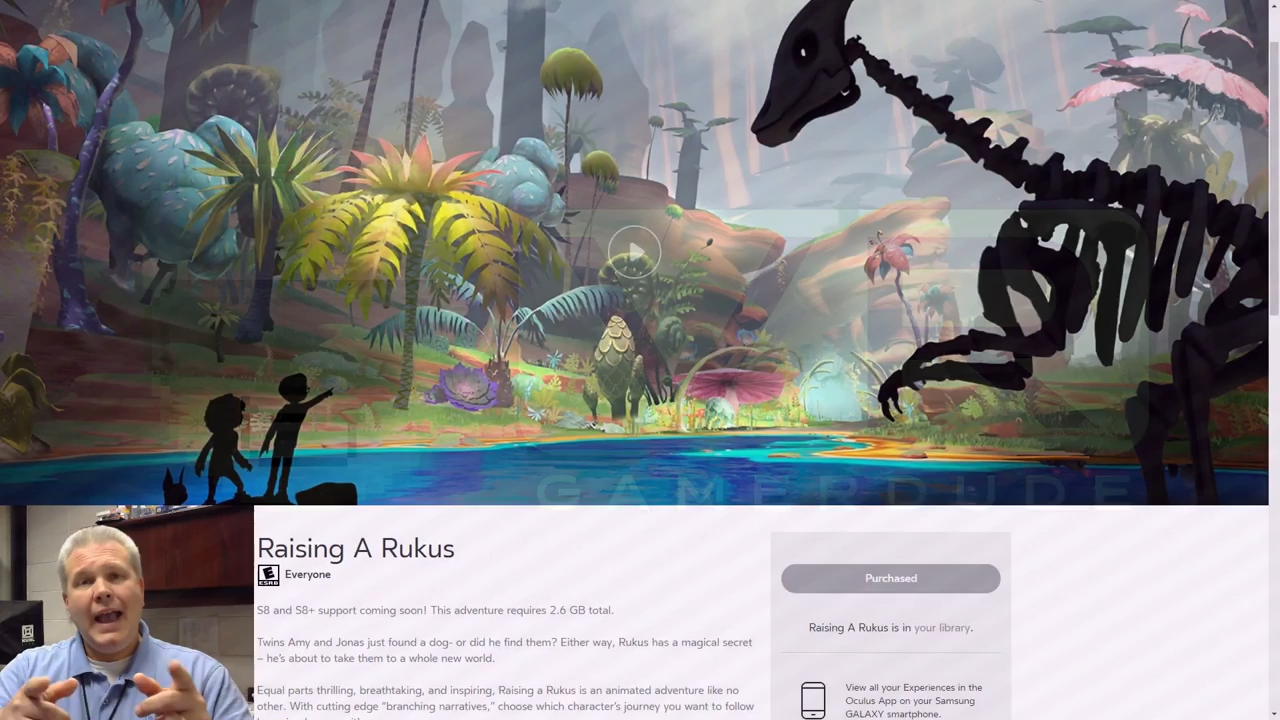 GAMERDUDE
Raising A Rukus
E
ESRB
Everyone
S8 and S8+ support coming soon! This adventure requires 2.6 GB total.
Twins Amy and Jonas just found a dog- or did he find them? Either way, Rukus has a magical secret
– he's about to take them to a whole new world.
Equal parts thrilling, breathtaking, and inspiring, Raising a Rukus is an animated adventure like no
other. With cutting edge “branching narratives,” choose which character's journey you want to follow
Purchased
Raising A Rukus is in your library.
View all your Experiences in the
Oculus App on your Samsung
GALAXY smartphone.